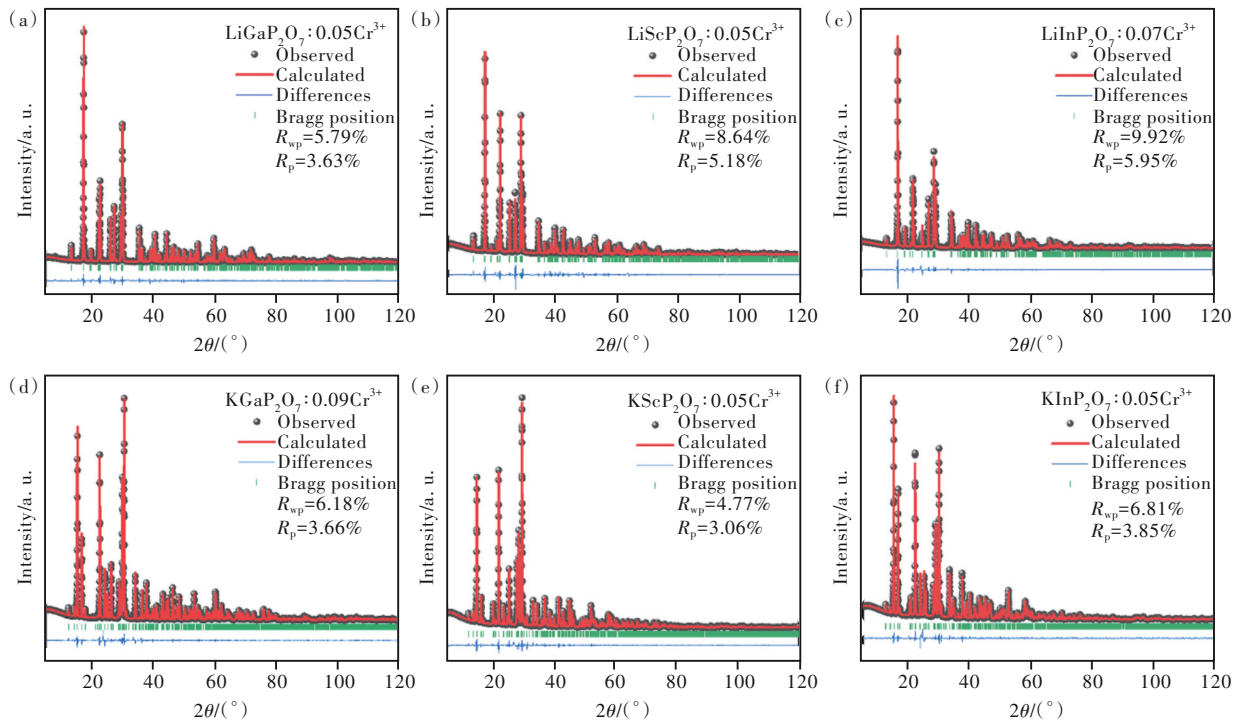 (a)
LiGaP₂O₇:0.05Cr³⁺
Observed
Calculated
Differences
Bragg position
Rwp=5.79%
Rp=3.63%
Intensity/a. u.
20 40 60 80 100 120
2θ/(°)
(b)
LiScP₂O₇:0.05Cr³⁺
Observed
Calculated
Differences
Bragg position
Rwp=8.64%
Rp=5.18%
Intensity/a. u.
20 40 60 80 100 120
2θ/(°)
(c)
LiInP₂O₇:0.07Cr³⁺
Observed
Calculated
Differences
Bragg position
Rwp=9.92%
Rp=5.95%
Intensity/a. u.
20 40 60 80 100 120
2θ/(°)
(d)
KGaP₂O₇:0.09Cr³⁺
Observed
Calculated
Differences
Bragg position
Rwp=6.18%
Rp=3.66%
Intensity/a. u.
20 40 60 80 100 120
2θ/(°)
(e)
KScP₂O₇:0.05Cr³⁺
Observed
Calculated
Differences
Bragg position
Rwp=4.77%
Rp=3.06%
Intensity/a. u.
20 40 60 80 100 120
2θ/(°)
(f)
KInP₂O₇:0.05Cr³⁺
Observed
Calculated
Differences
Bragg position
Rwp=6.81%
Rp=3.85%
Intensity/a. u.
20 40 60 80 100 120
2θ/(°)